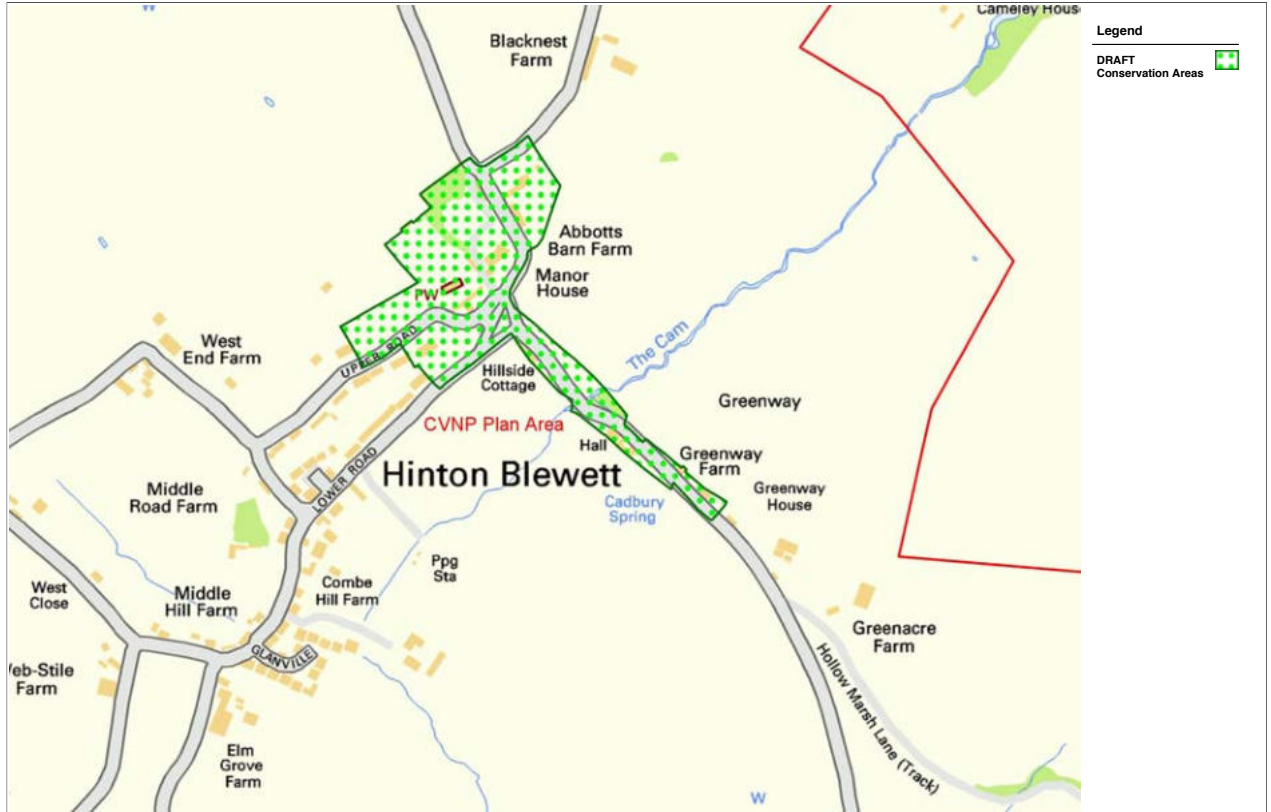 W
Cameley House
Legend
DRAFT
Conservation Areas
Blacknest
Farm
Abbotts
Barn Farm
Manor
House
PW
West
End Farm
UPPER ROAD
The Cam
Hillside
Cottage
Greenway
CVNP Plan Area
Hall
Greenway
Farm
Hinton Blewett
LOWER ROAD
Greenway
House
Cadbury
Spring
Middle
Road Farm
Ppg
Sta
West
Close
Middle
Hill Farm
Combe
Hill Farm
Greenacre
Farm
GLANVILLE
eb-Stile
Farm
Hollow Marsh Lane (Track)
Elm
Grove
Farm
W